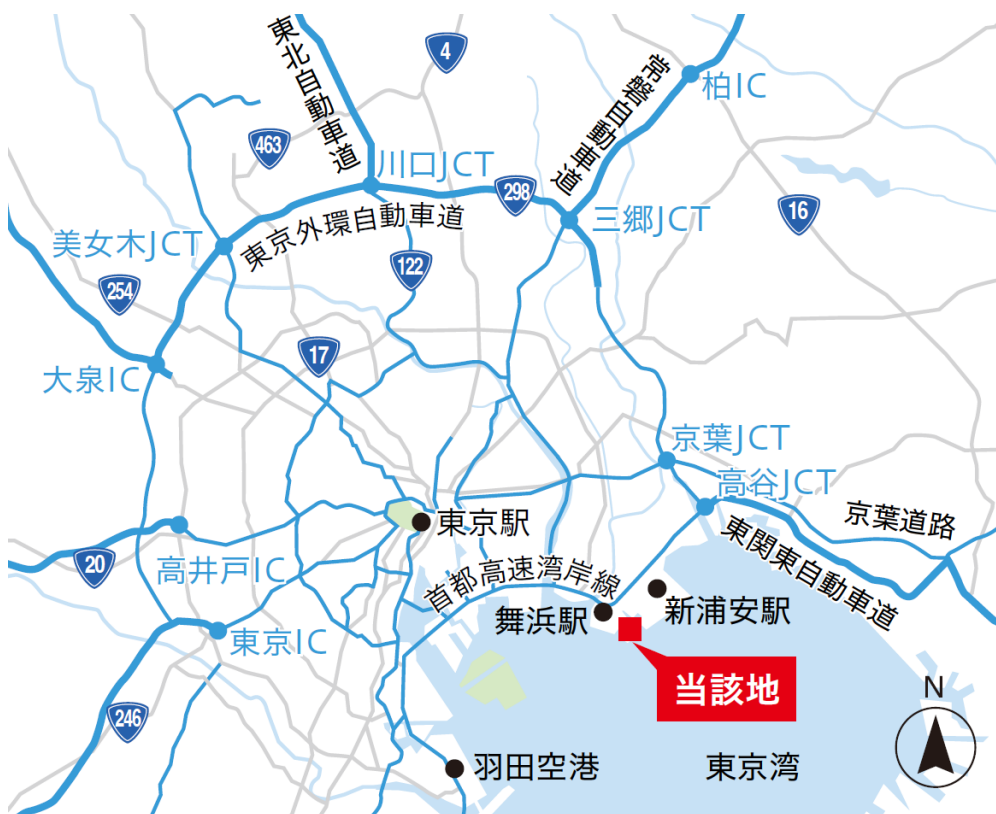 東北自動車道
4
常磐自動車道
柏IC
463
川口JCT
298
三郷JCT
16
東京外環自動車道
美女木JCT
122
254
17
大泉IC
京葉JCT
高谷JCT
京葉道路
東京駅
東関東自動車道
20
高井戸IC
首都高速湾岸線
舞浜駅
新浦安駅
東京IC
当該地
N
246
羽田空港
東京湾